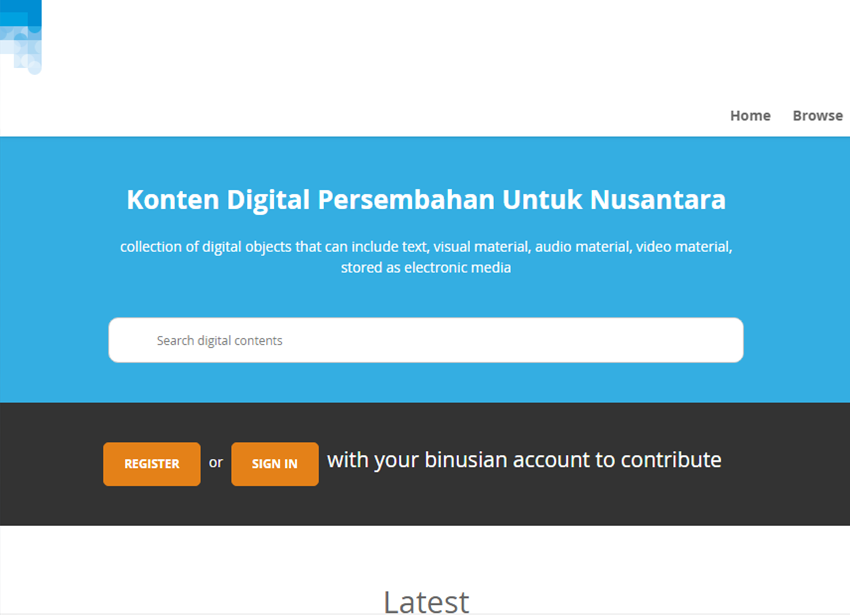 Home Browse
Konten Digital Persembahan Untuk Nusantara
collection of digital objects that can include text, visual material, audio material, video material,
stored as electronic media
Search digital contents
REGISTER or SIGN IN with your binusian account to contribute
Latest